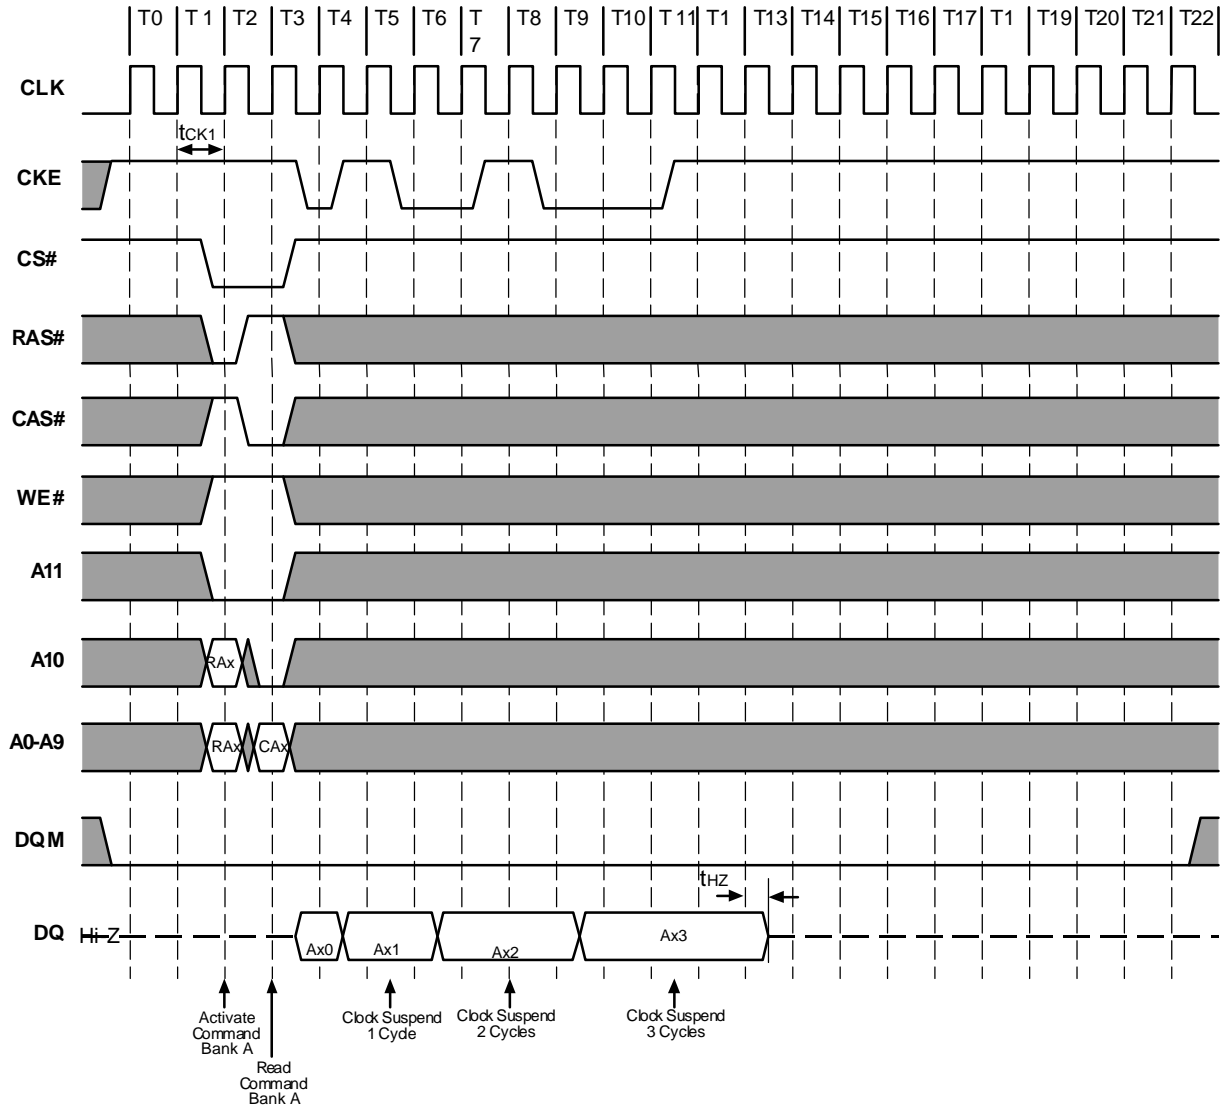 T0 T1 T2 T3 T4 T5 T6 T7 T8 T9 T10 T11 T1 T13 T14 T15 T16 T17 T1 T19 T20 T21 T22
CLK
tCK1
CKE
CS#
RAS#
CAS#
WE#
A11
A10 RAx
A0-A9 RAx CAx
DQM
tHZ
DQ Hi-Z Ax0 Ax1 Ax2 Ax3
Activate
Command
Bank A
Read
Command
Bank A
Clock Suspend
1 Cycle
Clock Suspend
2 Cycles
Clock Suspend
3 Cycles